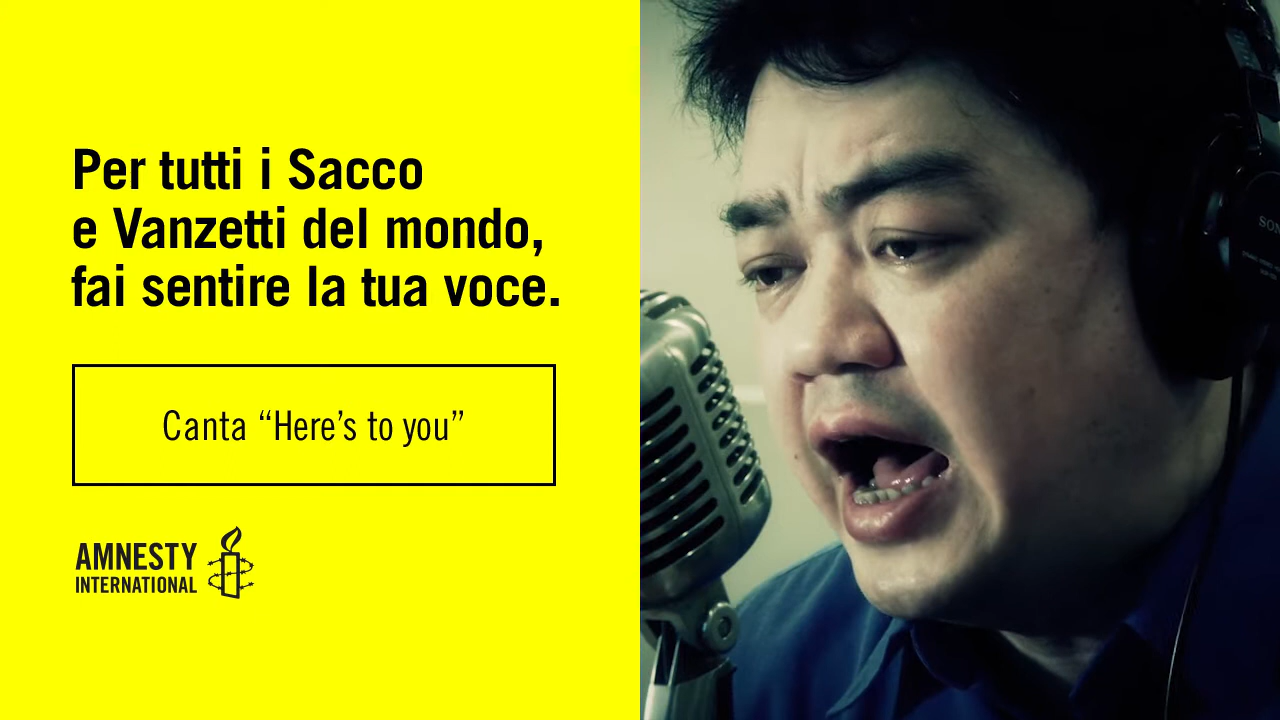 Per tutti i Sacco
e Vanzetti del mondo,
fai sentire la tua voce.
Canta “Here’s to you”
AMNESTY
INTERNATIONAL